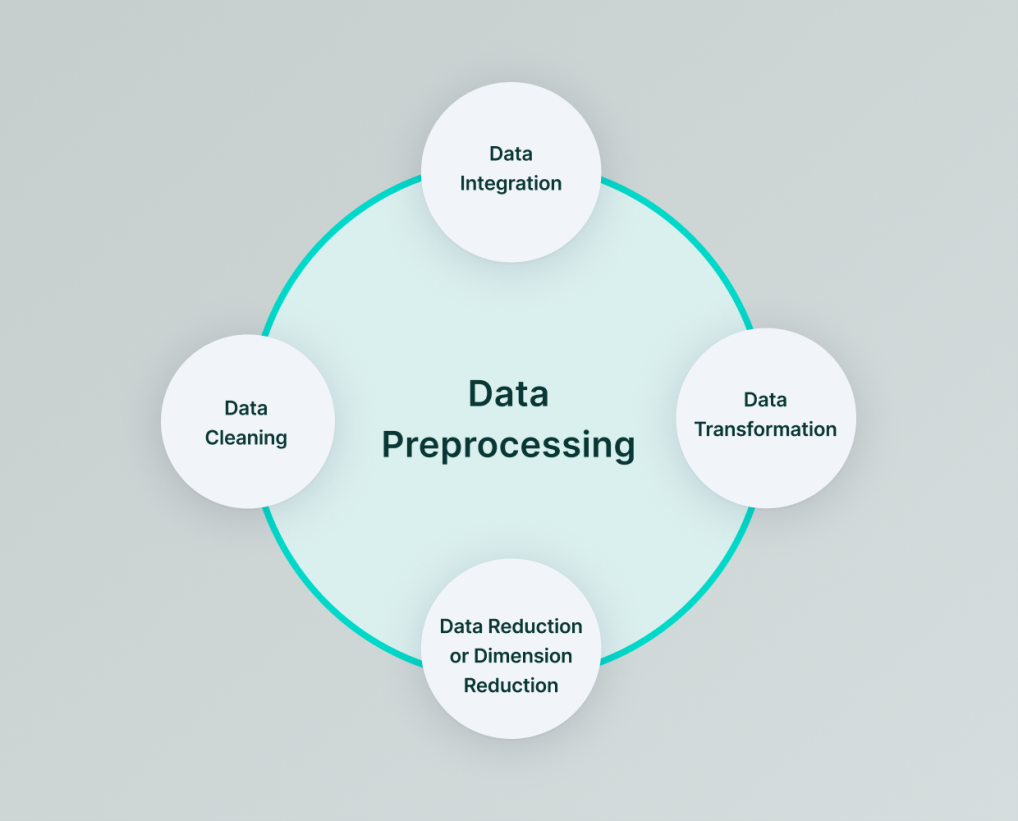 Data
Integration
Data
Cleaning
Data
Preprocessing
Data
Transformation
Data Reduction
or Dimension
Reduction